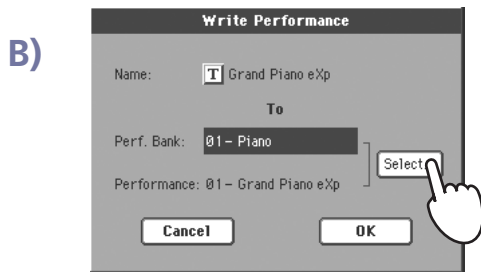 B)
Write Performance
Name: T Grand Piano eXp
To
Perf. Bank: 01- Piano
Select
Performance: 01- Grand Piano eXp
Cancel OK